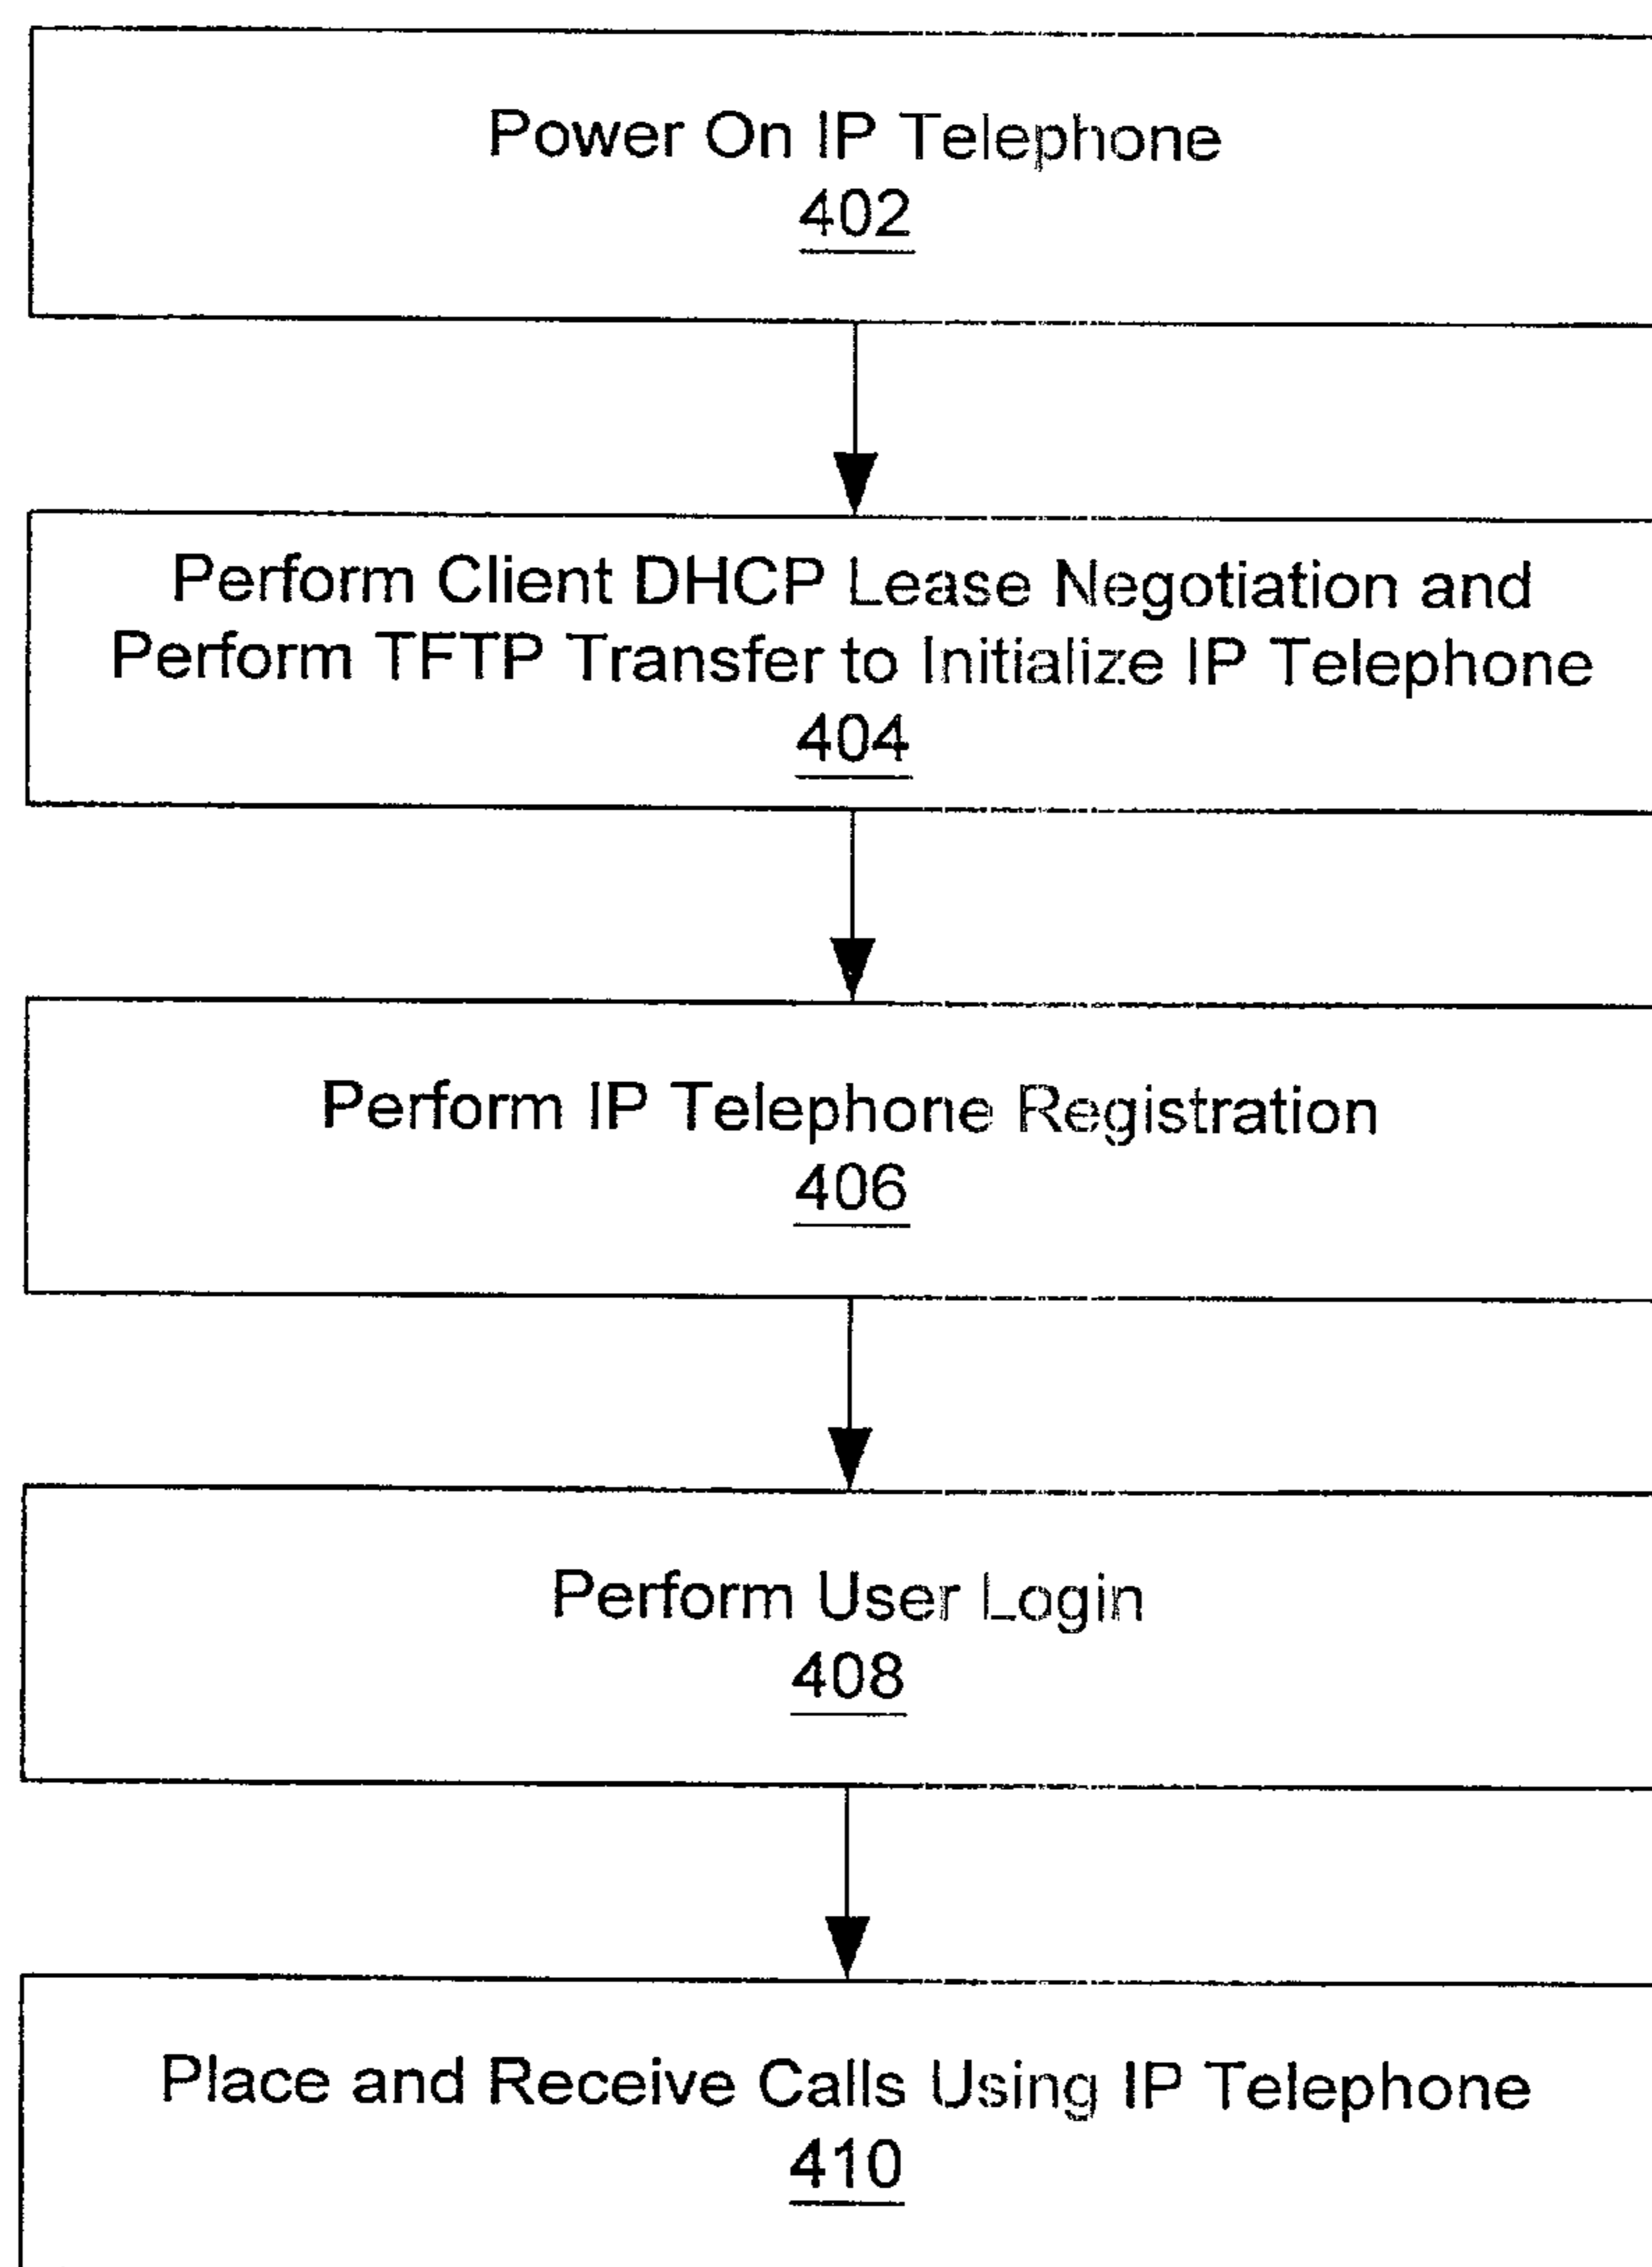 Power On IP Telephone
402
Perform Client DHCP Lease Negotiation and
Perform TFTP Transfer to Initialize IP Telephone
404
Perform IP Telephone Registration
406
Perform User Login
408
Place and Receive Calls Using IP Telephone
410